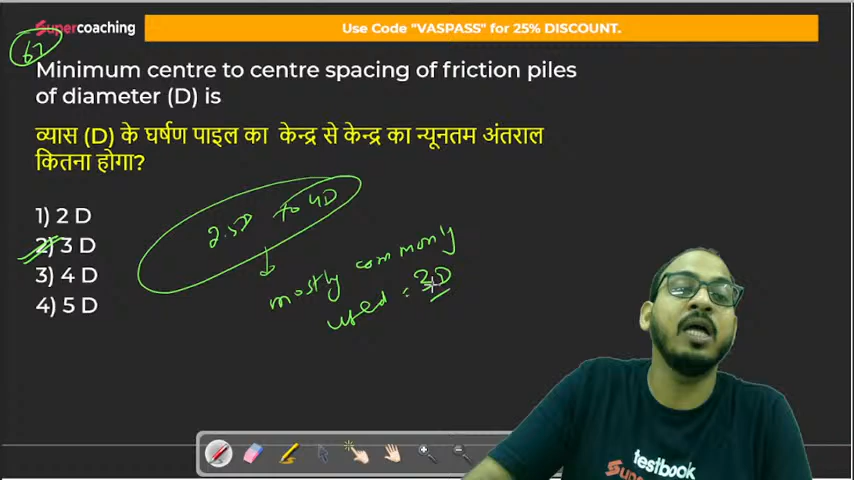 Supercoaching
Use Code "VASPASS" for 25% DISCOUNT.
67
Minimum centre to centre spacing of friction piles
of diameter (D) is
व्यास (D) के घर्षण पाइल का केन्द्र से केन्द्र का न्यूनतम अंतराल
कितना होगा?
1) 2 D
2) 3 D
3) 4 D
4) 5 D
2.5D to 4D
mostly commonly
used = 3D
testbook
Super